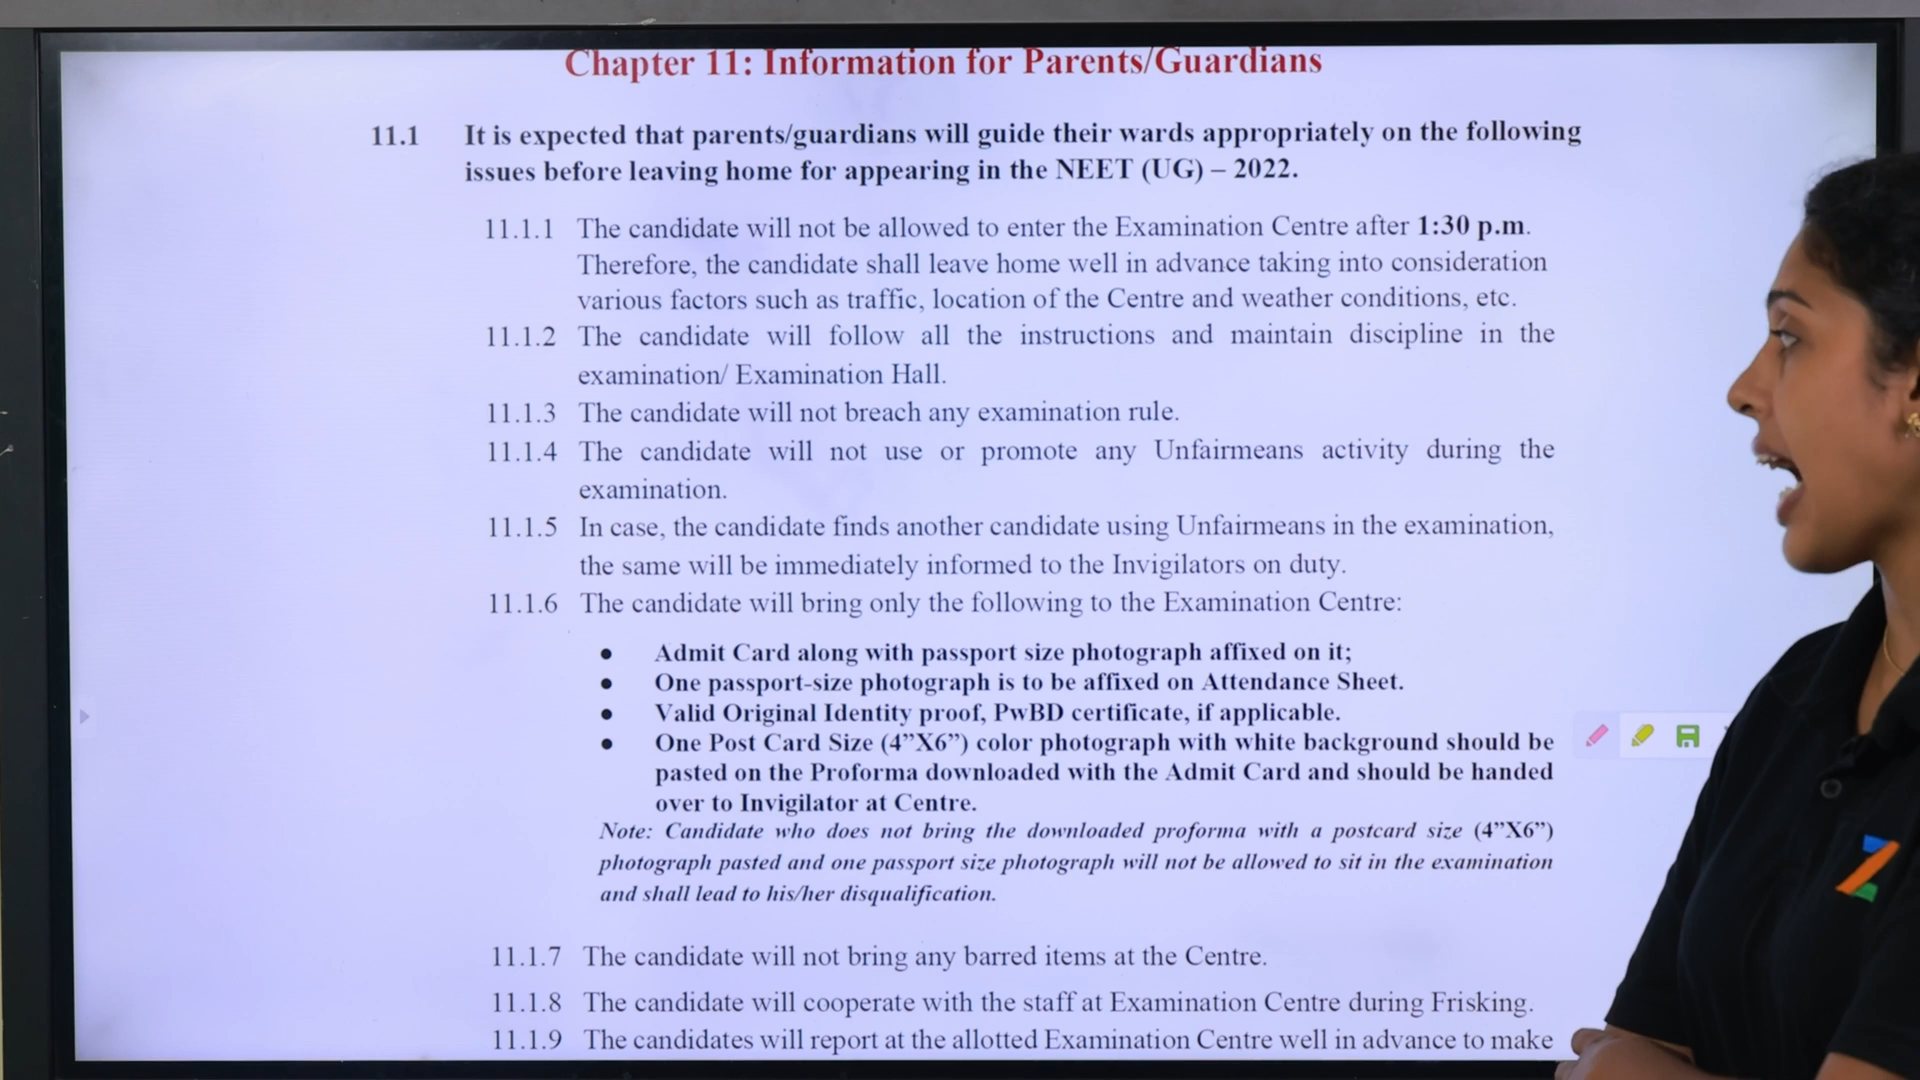 Chapter 11: Information for Parents/Guardians
11.1 It is expected that parents/guardians will guide their wards appropriately on the following
issues before leaving home for appearing in the NEET (UG) – 2022.
11.1.1 The candidate will not be allowed to enter the Examination Centre after 1:30 p.m.
Therefore, the candidate shall leave home well in advance taking into consideration
various factors such as traffic, location of the Centre and weather conditions, etc.
11.1.2 The candidate will follow all the instructions and maintain discipline in the
examination/ Examination Hall.
11.1.3 The candidate will not breach any examination rule.
11.1.4 The candidate will not use or promote any Unfairmeans activity during the
examination.
11.1.5 In case, the candidate finds another candidate using Unfairmeans in the examination,
the same will be immediately informed to the Invigilators on duty.
11.1.6 The candidate will bring only the following to the Examination Centre:
● Admit Card along with passport size photograph affixed on it;
● One passport-size photograph is to be affixed on Attendance Sheet.
● Valid Original Identity proof, PwBD certificate, if applicable.
● One Post Card Size (4”X6”) color photograph with white background should be
pasted on the Proforma downloaded with the Admit Card and should be handed
over to Invigilator at Centre.
Note: Candidate who does not bring the downloaded proforma with a postcard size (4”X6”)
photograph pasted and one passport size photograph will not be allowed to sit in the examination
and shall lead to his/her disqualification.
11.1.7 The candidate will not bring any barred items at the Centre.
11.1.8 The candidate will cooperate with the staff at Examination Centre during Frisking.
11.1.9 The candidates will report at the allotted Examination Centre well in advance to make